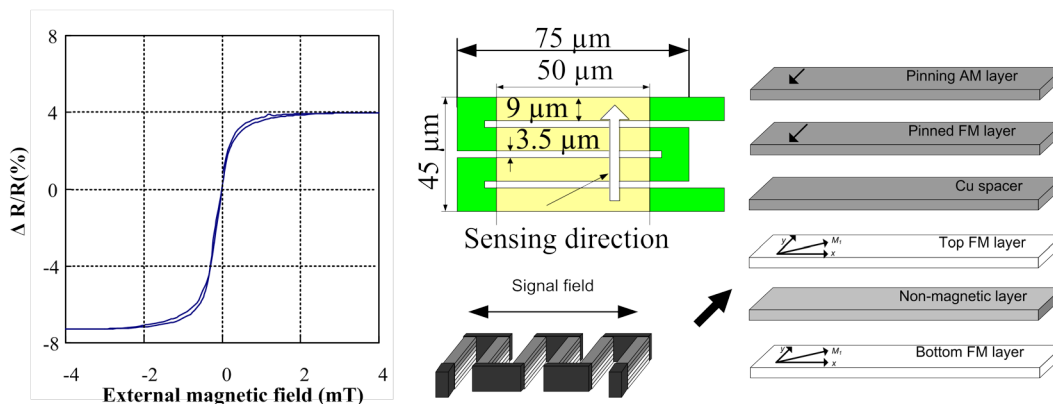 8
4
0
-4
-8
Δ R/R(%)
-4
-2
0
2
4
External magnetic field (mT)
75 μm
50 μm
9 μm
3.5 μm
45 μm
Sensing direction
Signal field
Pinning AM layer
Pinned FM layer
Cu spacer
y
M₁
x
Top FM layer
Non-magnetic layer
y
M₁
x
Bottom FM layer